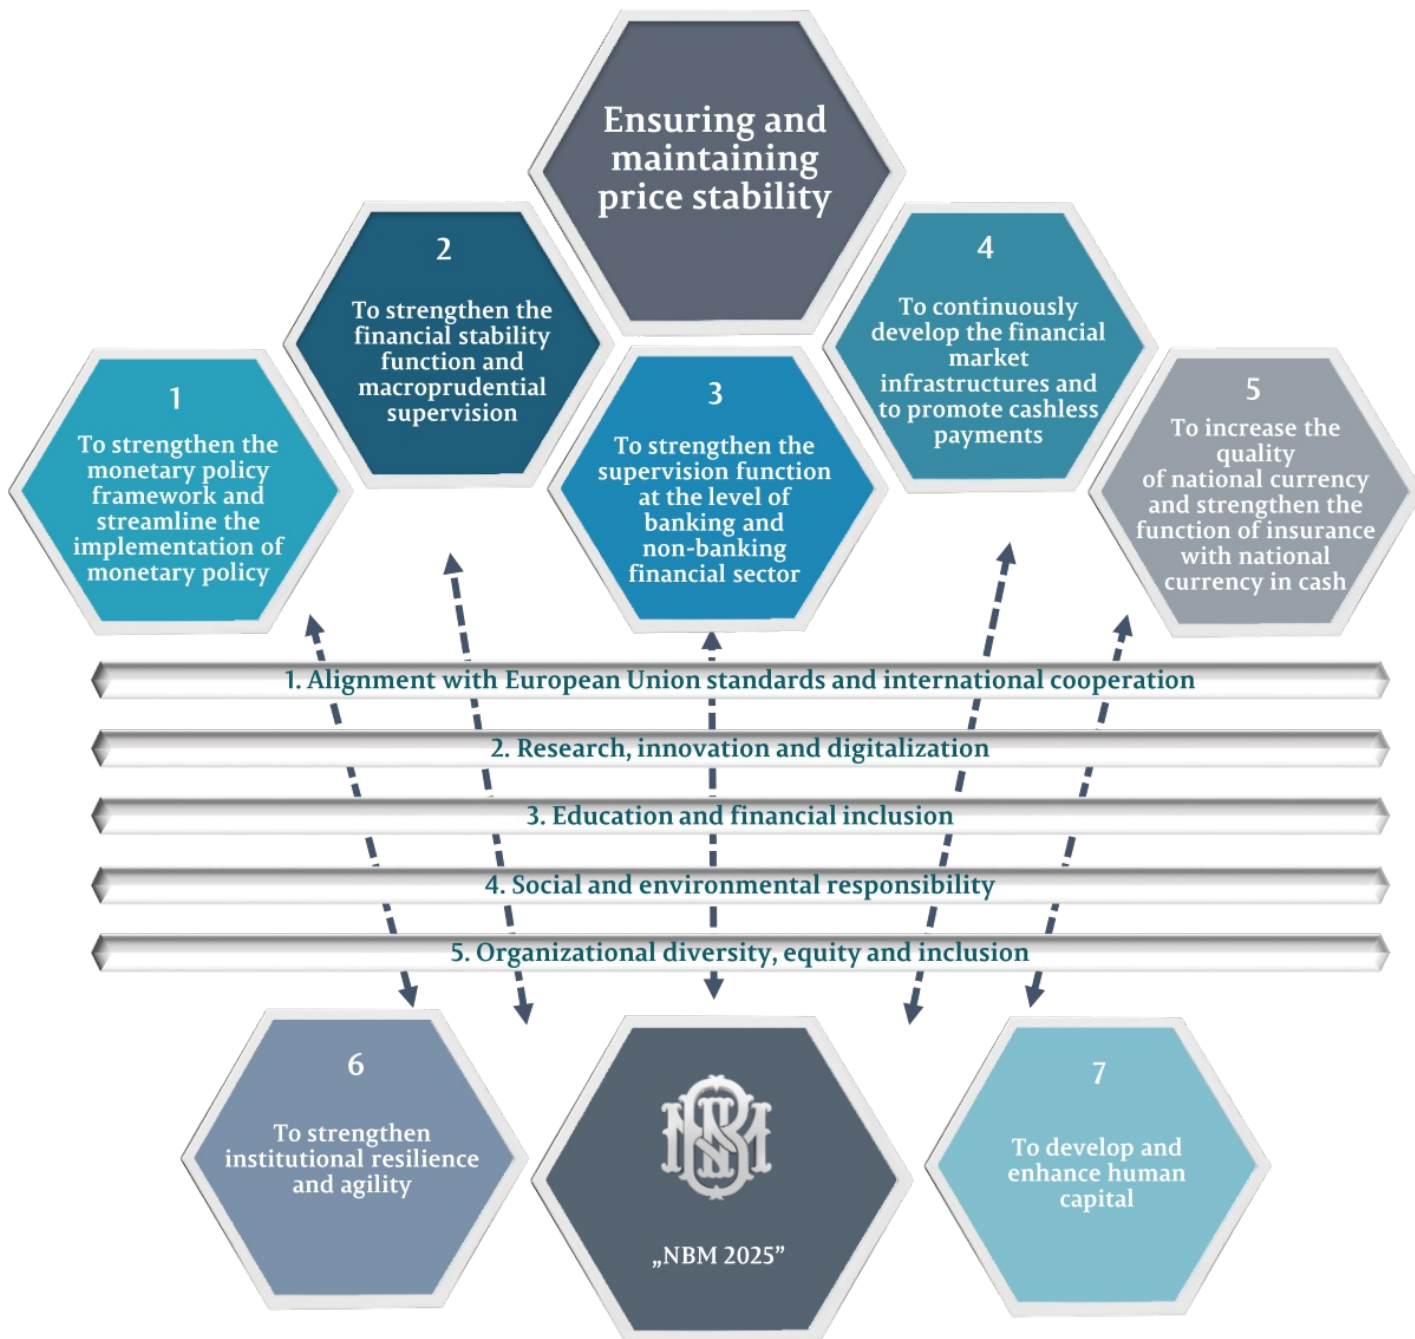 Ensuring and
maintaining
price stability
1
To strengthen the
monetary policy
framework and
streamline the
implementation of
monetary policy
2
To strengthen the
financial stability
function and
macroprudential
supervision
3
To strengthen the
supervision function
at the level of
banking and
non-banking
financial sector
4
To continuously
develop the financial
market
infrastructures and
to promote cashless
payments
5
To increase the
quality
of national currency
and strengthen the
function of insurance
with national
currency in cash
1. Alignment with European Union standards and international cooperation
2. Research, innovation and digitalization
3. Education and financial inclusion
4. Social and environmental responsibility
5. Organizational diversity, equity and inclusion
6
To strengthen
institutional resilience
and agility
BNM
„NBM 2025”
7
To develop and
enhance human
capital